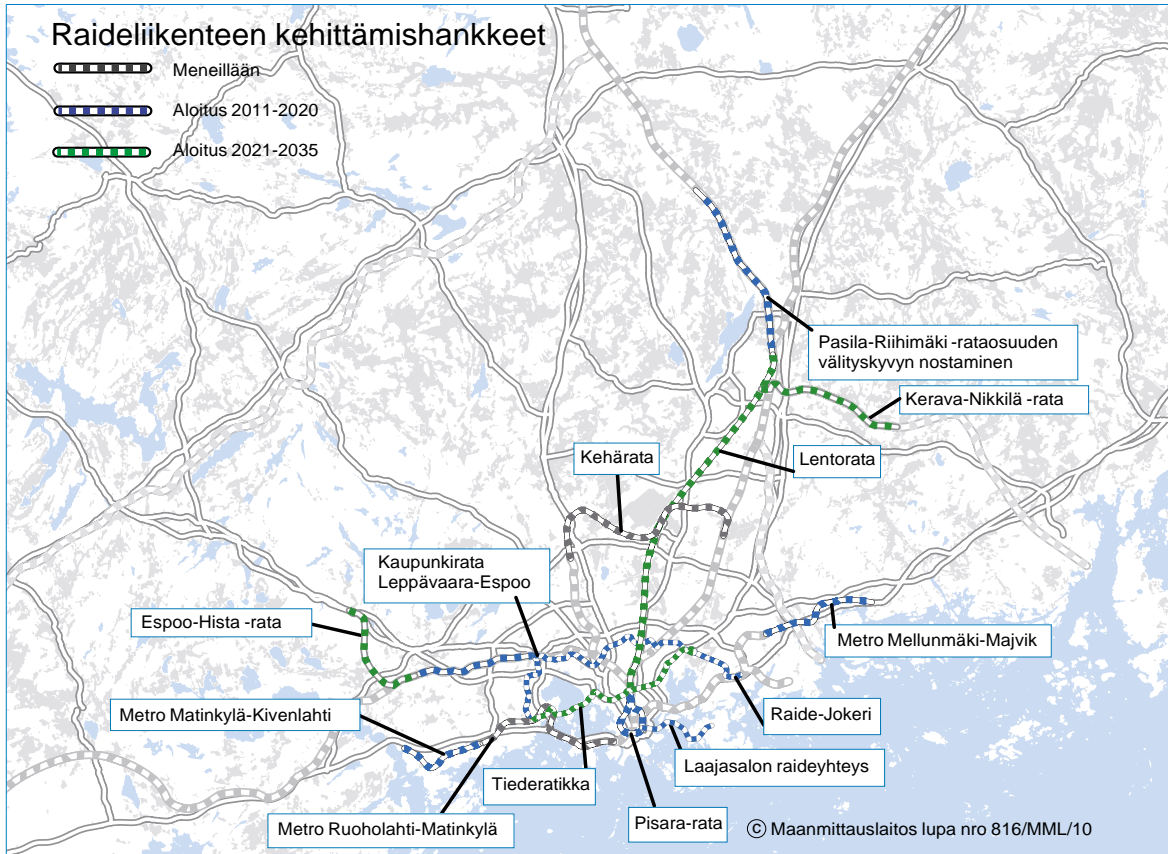 Raideliikenteen kehittämishankkeet
Meneillään
Aloitus 2011-2020
Aloitus 2021-2035
Pasila-Riihimäki -rataosuuden
välityskyvyn nostaminen
Kerava-Nikkilä -rata
Kehärata
Lentorata
Kaupunkirata
Leppävaara-Espoo
Espoo-Hista -rata
Metro Mellunmäki-Majvik
Metro Matinkylä-Kivenlahti
Raide-Jokeri
Laajasalon raideyhteys
Tiederatikka
Pisara-rata
Metro Ruoholahti-Matinkylä
© Maanmittauslaitos lupa nro 816/MML/10